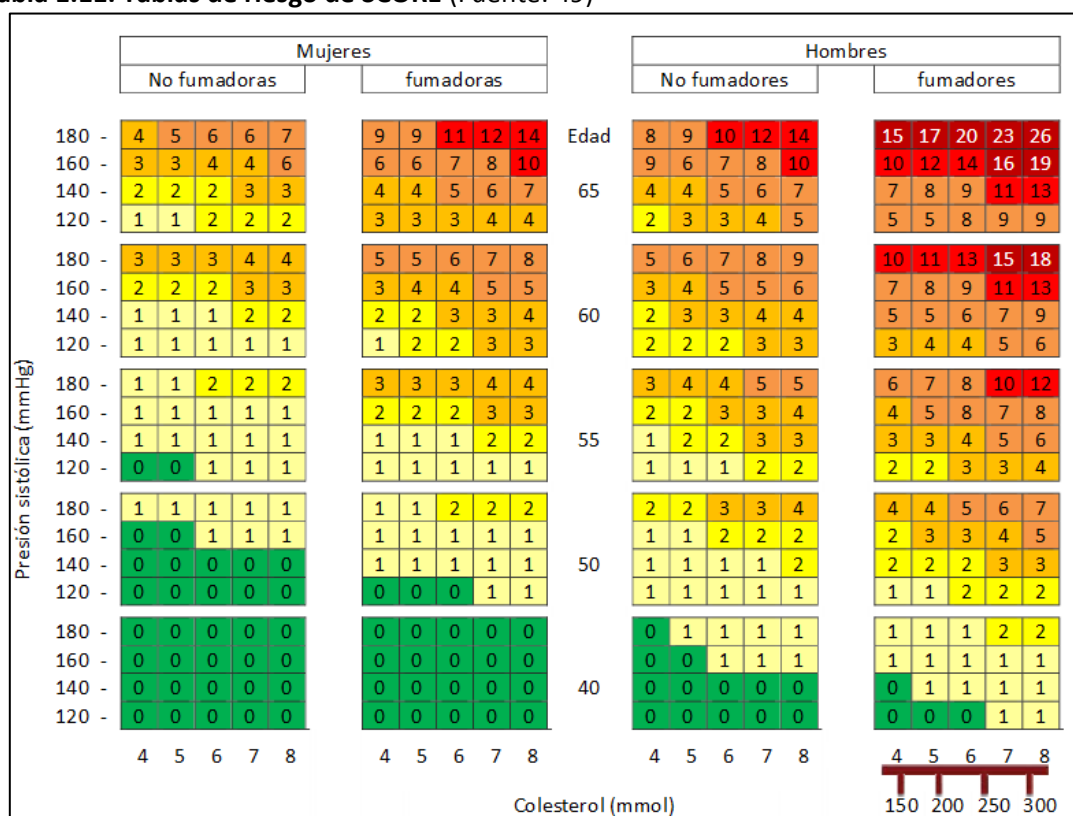 Mujeres Hombres
No fumadoras fumadoras No fumadores fumadores
180 - 4 5 6 6 7 9 9 11 12 14 Edad 8 9 10 12 14 15 17 20 23 26
160 - 3 3 4 4 6 6 6 7 8 10 9 6 7 8 10 10 12 14 16 19
140 - 2 2 2 3 3 4 4 5 6 7 65 4 4 5 6 7 7 8 9 11 13
120 - 1 1 2 2 2 3 3 3 4 4 2 3 3 4 5 5 5 8 9 9
180 - 3 3 3 4 4 5 5 6 7 8 5 6 7 8 9 10 11 13 15 18
160 - 2 2 2 3 3 3 4 4 5 5 3 4 5 5 6 7 8 9 11 13
140 - 1 1 1 2 2 2 2 3 3 4 60 2 3 3 4 4 5 5 6 7 9
120 - 1 1 1 1 1 1 2 2 3 3 2 2 2 3 3 3 4 4 5 6
180 - 1 1 2 2 2 3 3 3 4 4 3 4 4 5 5 6 7 8 10 12
160 - 1 1 1 1 1 2 2 2 3 3 2 2 3 3 4 4 5 8 7 8
140 - 1 1 1 1 1 1 1 1 2 2 55 1 2 2 3 3 3 3 4 5 6
120 - 0 0 1 1 1 1 1 1 1 1 1 1 1 2 2 2 2 3 3 4
180 - 1 1 1 1 1 1 1 2 2 2 2 2 3 3 4 4 4 5 6 7
160 - 0 0 1 1 1 1 1 1 1 1 1 1 2 2 2 2 3 3 4 5
140 - 0 0 0 0 0 1 1 1 1 1 50 1 1 1 1 2 2 2 2 3 3
120 - 0 0 0 0 0 0 0 0 1 1 1 1 1 1 1 1 1 2 2 2
180 - 0 0 0 0 0 0 0 0 0 0 0 1 1 1 1 1 1 1 2 2
160 - 0 0 0 0 0 0 0 0 0 0 0 0 1 1 1 1 1 1 1 1
140 - 0 0 0 0 0 0 0 0 0 0 40 0 0 0 0 0 0 1 1 1 1
120 - 0 0 0 0 0 0 0 0 0 0 0 0 0 0 0 0 0 0 1 1
4 5 6 7 8 4 5 6 7 8 4 5 6 7 8 4 5 6 7 8
Colesterol (mmol) 150 200 250 300
Presión sistólica (mmHg)